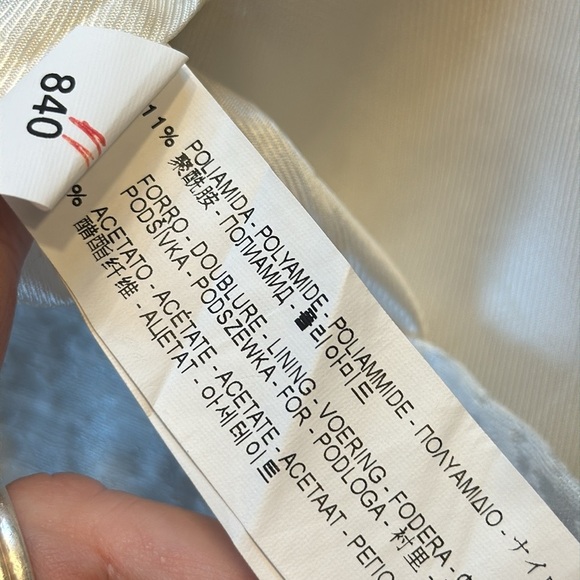 840
11% POLIAMIDA - POLYAMIDE - POLIAMMIDE - ΠΟΛΥΑΜΙΔΙΟ - ナイ
聚酰胺 - ПОЛИАМИД - 폴리아미드
FORRO - DOUBLURE - LINING - VOERING - FODERA -
PODŠÍVKA - PODSZEWKA - FOR - PODLOGA - 衬里
% ACETATO - ACÉTATE - ACETATE - ACETAAT -
醋酯纤维 - АЦЕТАТ - 아세테이트